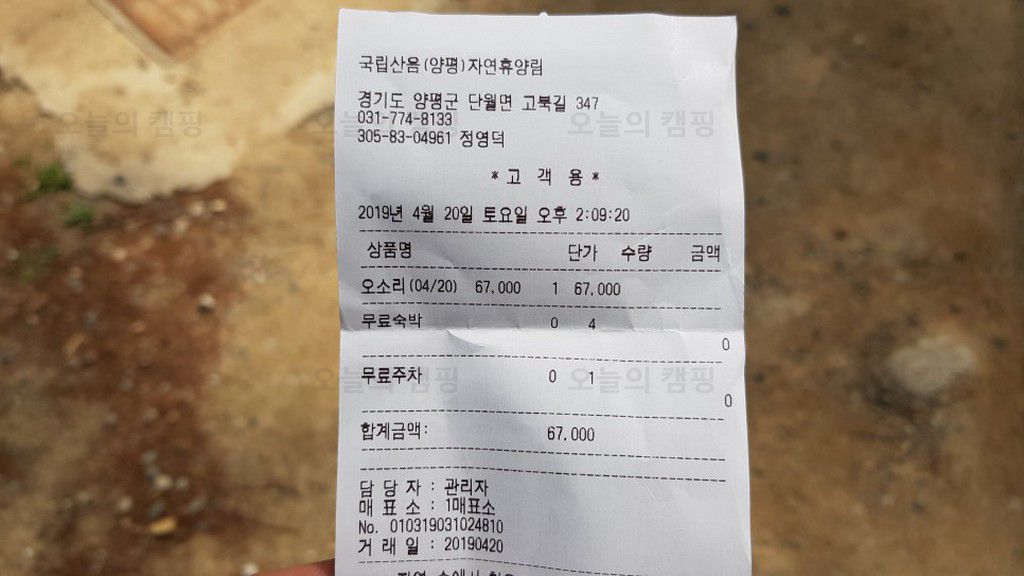 국립산음(양평)자연휴양림
경기도 양평군 단월면 고북길 347
031-774-8133
305-83-04961 정영덕
*고 객 용*
2019년 4월 20일 토요일 오후 2:09:20
상품명 단가 수량 금액
오소리(04/20) 67,000 1 67,000
무료숙박 0 4
0
무료주차 0 1
0
합계금액: 67,000
담 당 자 : 관리자
매 표 소 : 1매표소
No. 010319031024810
거 래 일 : 20190420
오늘의 캠핑
오늘의 캠핑
오늘의 캠핑
오늘의 캠핑
오늘의 캠핑